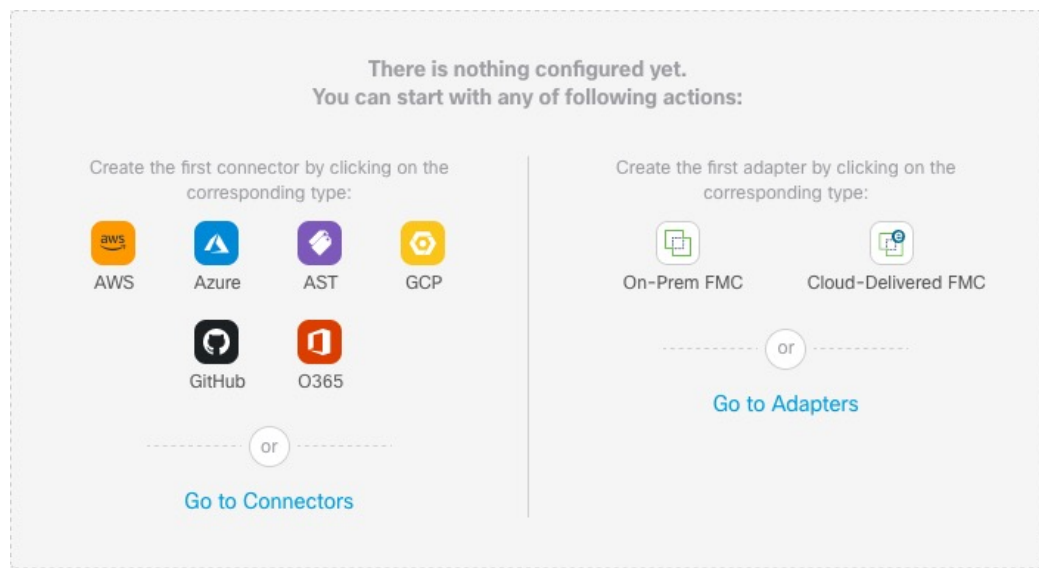 There is nothing configured yet.
You can start with any of following actions:
Create the first connector by clicking on the
corresponding type:
aws
AWS
Azure
AST
GCP
GitHub
O365
or
Go to Connectors
Create the first adapter by clicking on the
corresponding type:
e
On-Prem FMC
Cloud-Delivered FMC
or
Go to Adapters